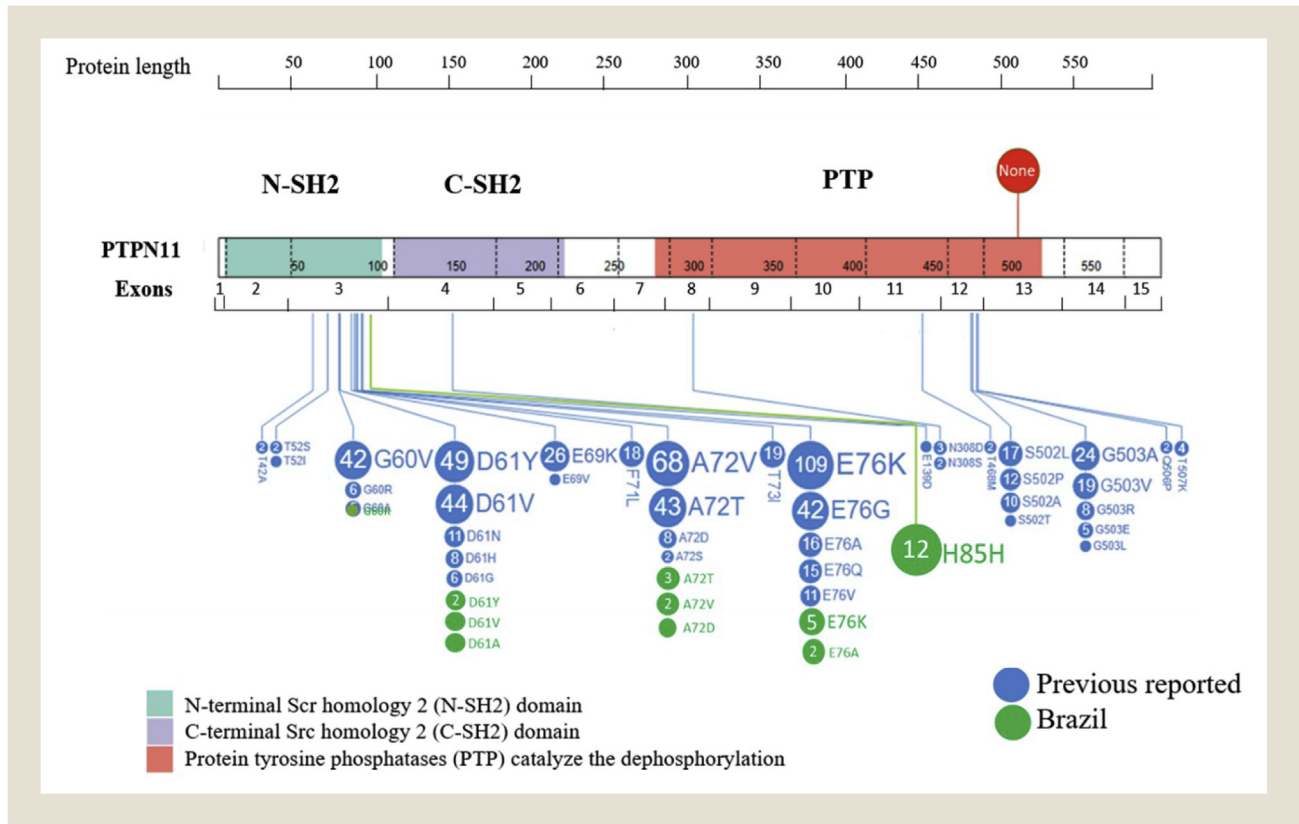 Protein length
50 100 150 200 250 300 350 400 450 500 550
None
N-SH2 C-SH2 PTP
PTPN11
50 100 150 200 250 300 350 400 450 500 550
Exons
1 2 3 4 5 6 7 8 9 10 11 12 13 14 15
2 T42A
2 T52S
T52I
42 G60V
6 G60R
G60A
G60R
49 D61Y
44 D61V
11 D61N
8 D61H
6 D61G
2 D61Y
D61V
D61A
26 E69K
E69V
18 F71L
68 A72V
43 A72T
8 A72D
2 A72S
3 A72T
2 A72V
A72D
19 T73I
109 E76K
42 E76G
16 E76A
15 E76Q
11 E76V
5 E76K
2 E76A
12 H85H
E139D
3 N308D
2 N308S
2 T468M
17 S502L
12 S502P
10 S502A
S502T
24 G503A
19 G503V
8 G503R
5 G503E
G503L
2 Q506P
4 T507K
N-terminal Scr homology 2 (N-SH2) domain
C-terminal Src homology 2 (C-SH2) domain
Protein tyrosine phosphatases (PTP) catalyze the dephosphorylation
Previous reported
Brazil